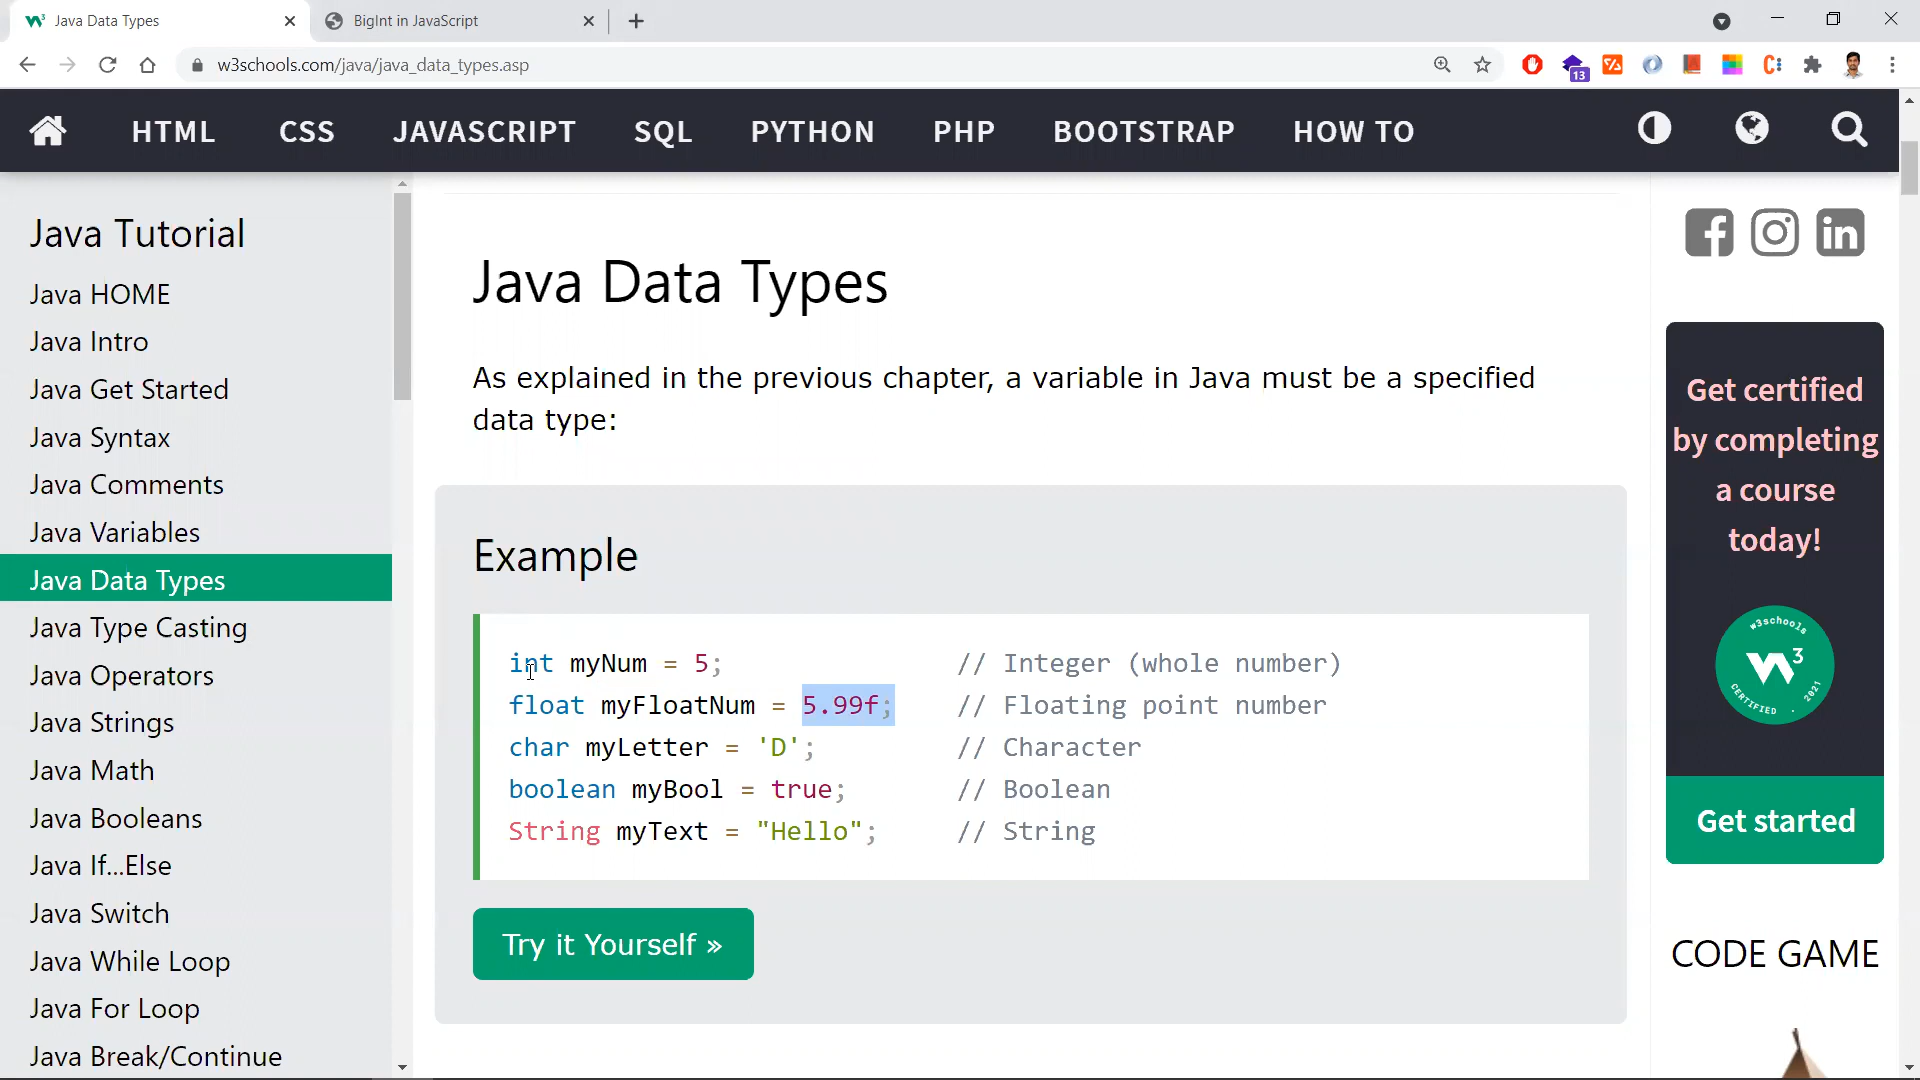 Java Data Types
BigInt in JavaScript
w3schools.com/java/java_data_types.asp
13
HTML CSS JAVASCRIPT SQL PYTHON PHP BOOTSTRAP HOW TO
Java Tutorial
Java HOME
Java Intro
Java Get Started
Java Syntax
Java Comments
Java Variables
Java Data Types
Java Type Casting
Java Operators
Java Strings
Java Math
Java Booleans
Java If...Else
Java Switch
Java While Loop
Java For Loop
Java Break/Continue
Java Data Types
As explained in the previous chapter, a variable in Java must be a specified
data type:
Example
int myNum = 5; // Integer (whole number)
float myFloatNum = 5.99f; // Floating point number
char myLetter = 'D'; // Character
boolean myBool = true; // Boolean
String myText = "Hello"; // String
Try it Yourself »
Get certified
by completing
a course
today!
w3schools
W3
CERTIFIED . 2021
Get started
CODE GAME